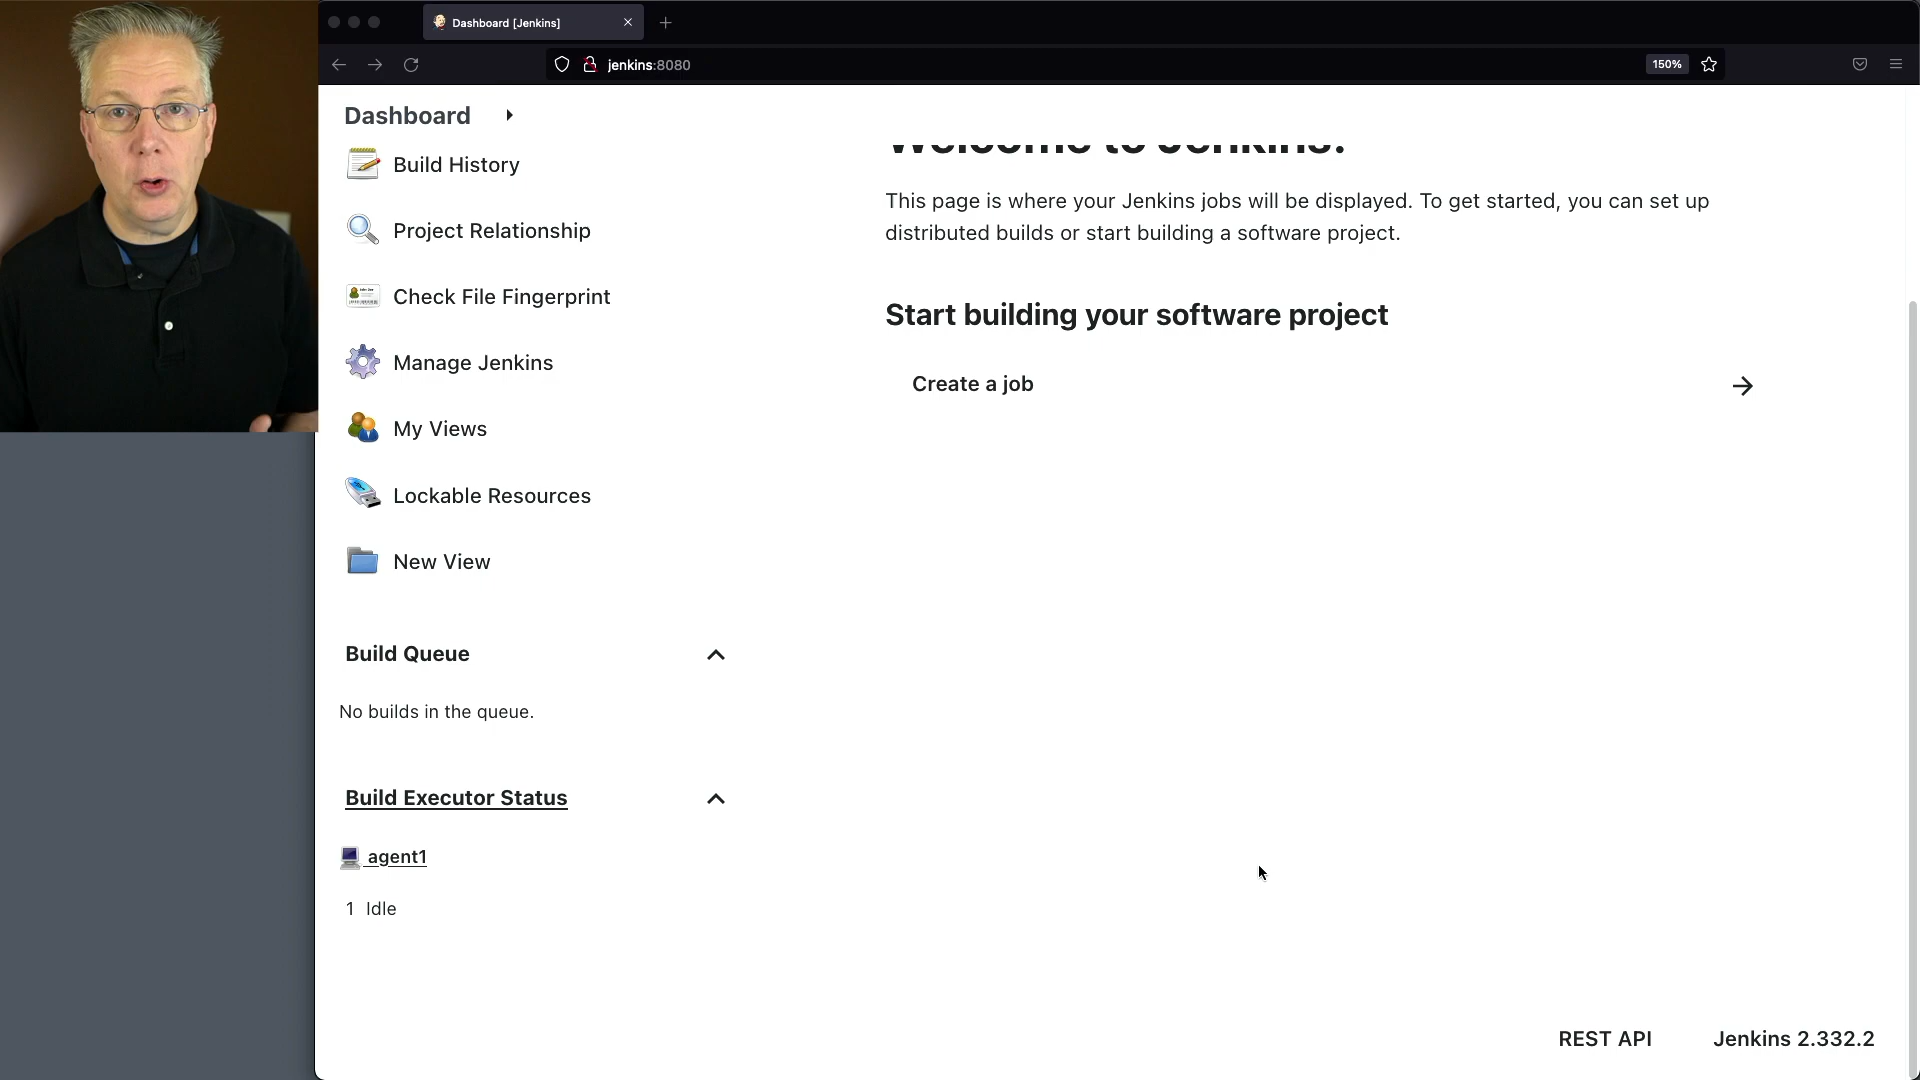 Dashboard [Jenkins]
jenkins:8080
150%
Dashboard
Build History
Project Relationship
Check File Fingerprint
Manage Jenkins
My Views
Lockable Resources
New View
Build Queue
No builds in the queue.
Build Executor Status
agent1
1 Idle
Welcome to Jenkins!
This page is where your Jenkins jobs will be displayed. To get started, you can set up
distributed builds or start building a software project.
Start building your software project
Create a job
REST API
Jenkins 2.332.2